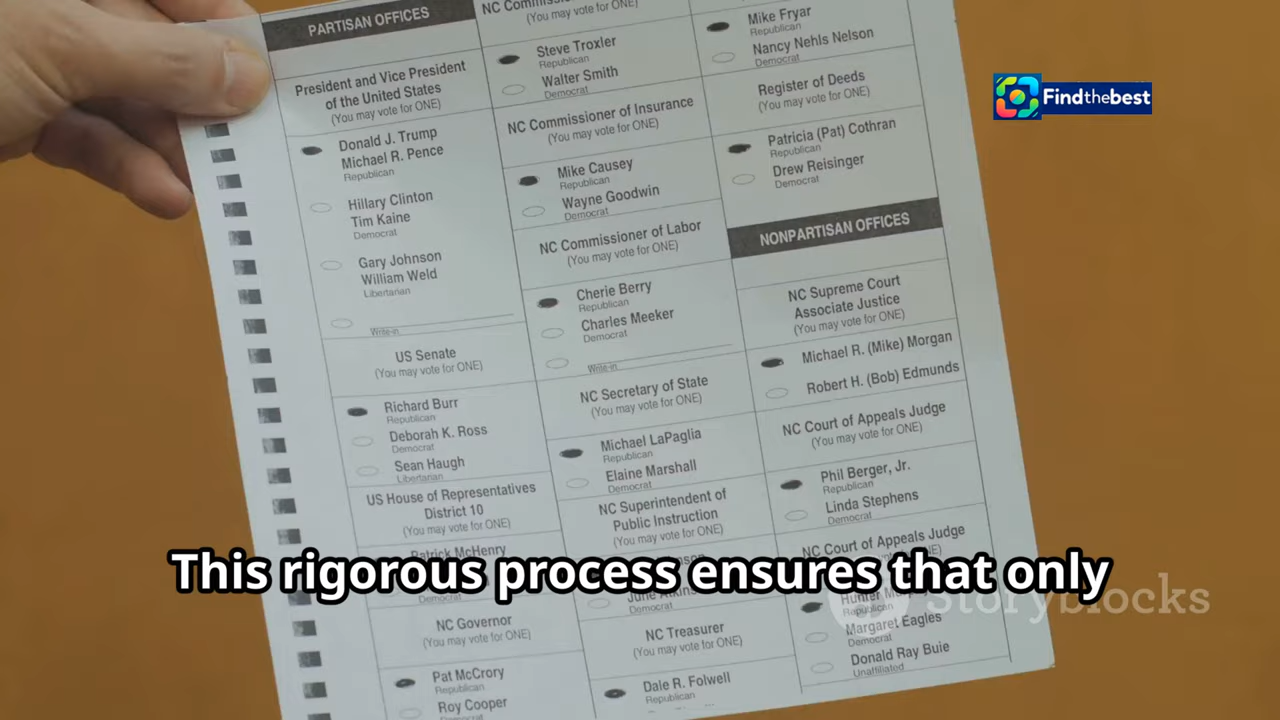 PARTISAN OFFICES
President and Vice President
of the United States
(You may vote for ONE)
Donald J. Trump
Michael R. Pence
Republican
Hillary Clinton
Tim Kaine
Democrat
Gary Johnson
William Weld
Libertarian
Write-in
US Senate
(You may vote for ONE)
Richard Burr
Republican
Deborah K. Ross
Democrat
Sean Haugh
Libertarian
US House of Representatives
District 10
(You may vote for ONE)
Patrick McHenry
Democrat
NC Governor
(You may vote for ONE)
Pat McCrory
Republican
Roy Cooper
Democrat
(You may vote for ONE)
Steve Troxler
Republican
Walter Smith
Democrat
NC Commissioner of Insurance
(You may vote for ONE)
Mike Causey
Republican
Wayne Goodwin
Democrat
NC Commissioner of Labor
(You may vote for ONE)
Cherie Berry
Republican
Charles Meeker
Democrat
Write-in
NC Secretary of State
(You may vote for ONE)
Michael LaPaglia
Republican
Elaine Marshall
Democrat
NC Superintendent of
Public Instruction
(You may vote for ONE)
June Atkinson
Democrat
NC Treasurer
(You may vote for ONE)
Dale R. Folwell
Republican
Mike Fryar
Republican
Nancy Nehls Nelson
Democrat
Register of Deeds
(You may vote for ONE)
Patricia (Pat) Cothran
Republican
Drew Reisinger
Democrat
NONPARTISAN OFFICES
NC Supreme Court
Associate Justice
(You may vote for ONE)
Michael R. (Mike) Morgan
Robert H. (Bob) Edmunds
NC Court of Appeals Judge
(You may vote for ONE)
Phil Berger, Jr.
Republican
Linda Stephens
Democrat
NC Court of Appeals Judge
Hunter
Republican
Margaret Eagles
Democrat
Donald Ray Buie
Unaffiliated
Findthebest
This rigorous process ensures that only
Storyblocks